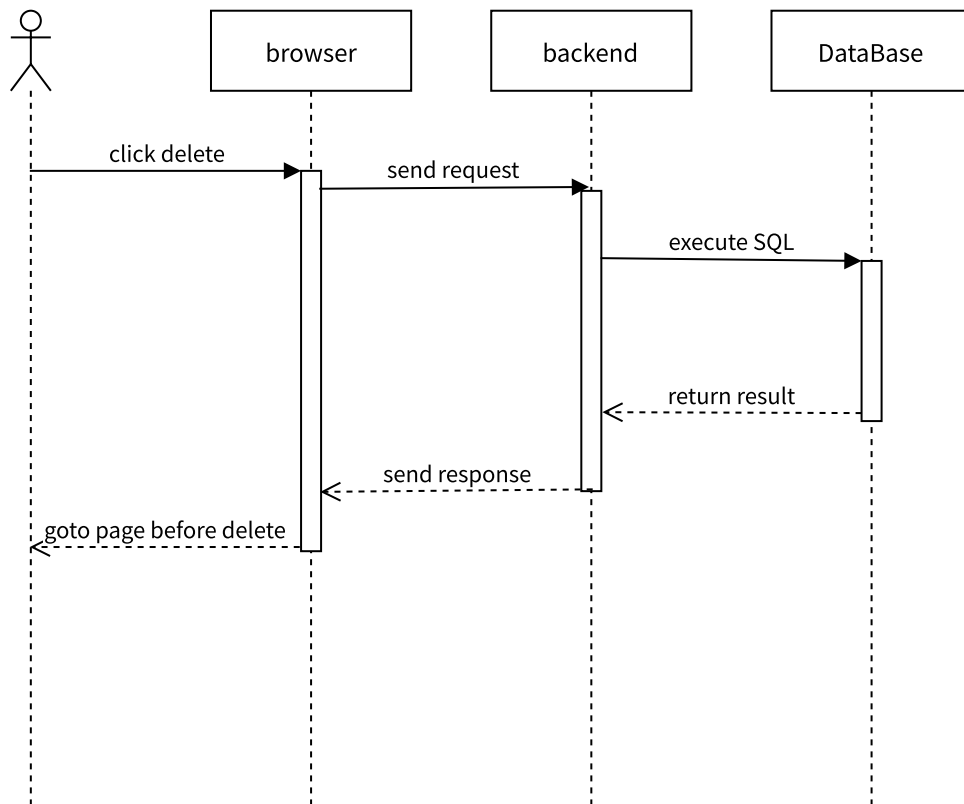 browser
backend
DataBase
click delete
send request
execute SQL
return result
send response
goto page before delete